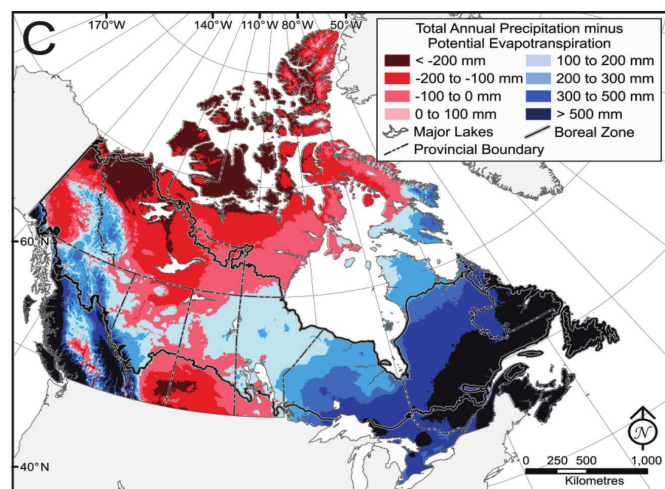 C
170°W
140°W
110°W
80°W
50°W
60°N
40°N
Total Annual Precipitation minus
Potential Evapotranspiration
< -200 mm
100 to 200 mm
-200 to -100 mm
200 to 300 mm
-100 to 0 mm
300 to 500 mm
0 to 100 mm
> 500 mm
Major Lakes
Boreal Zone
Provincial Boundary
N
0 250 500 1,000
Kilometres